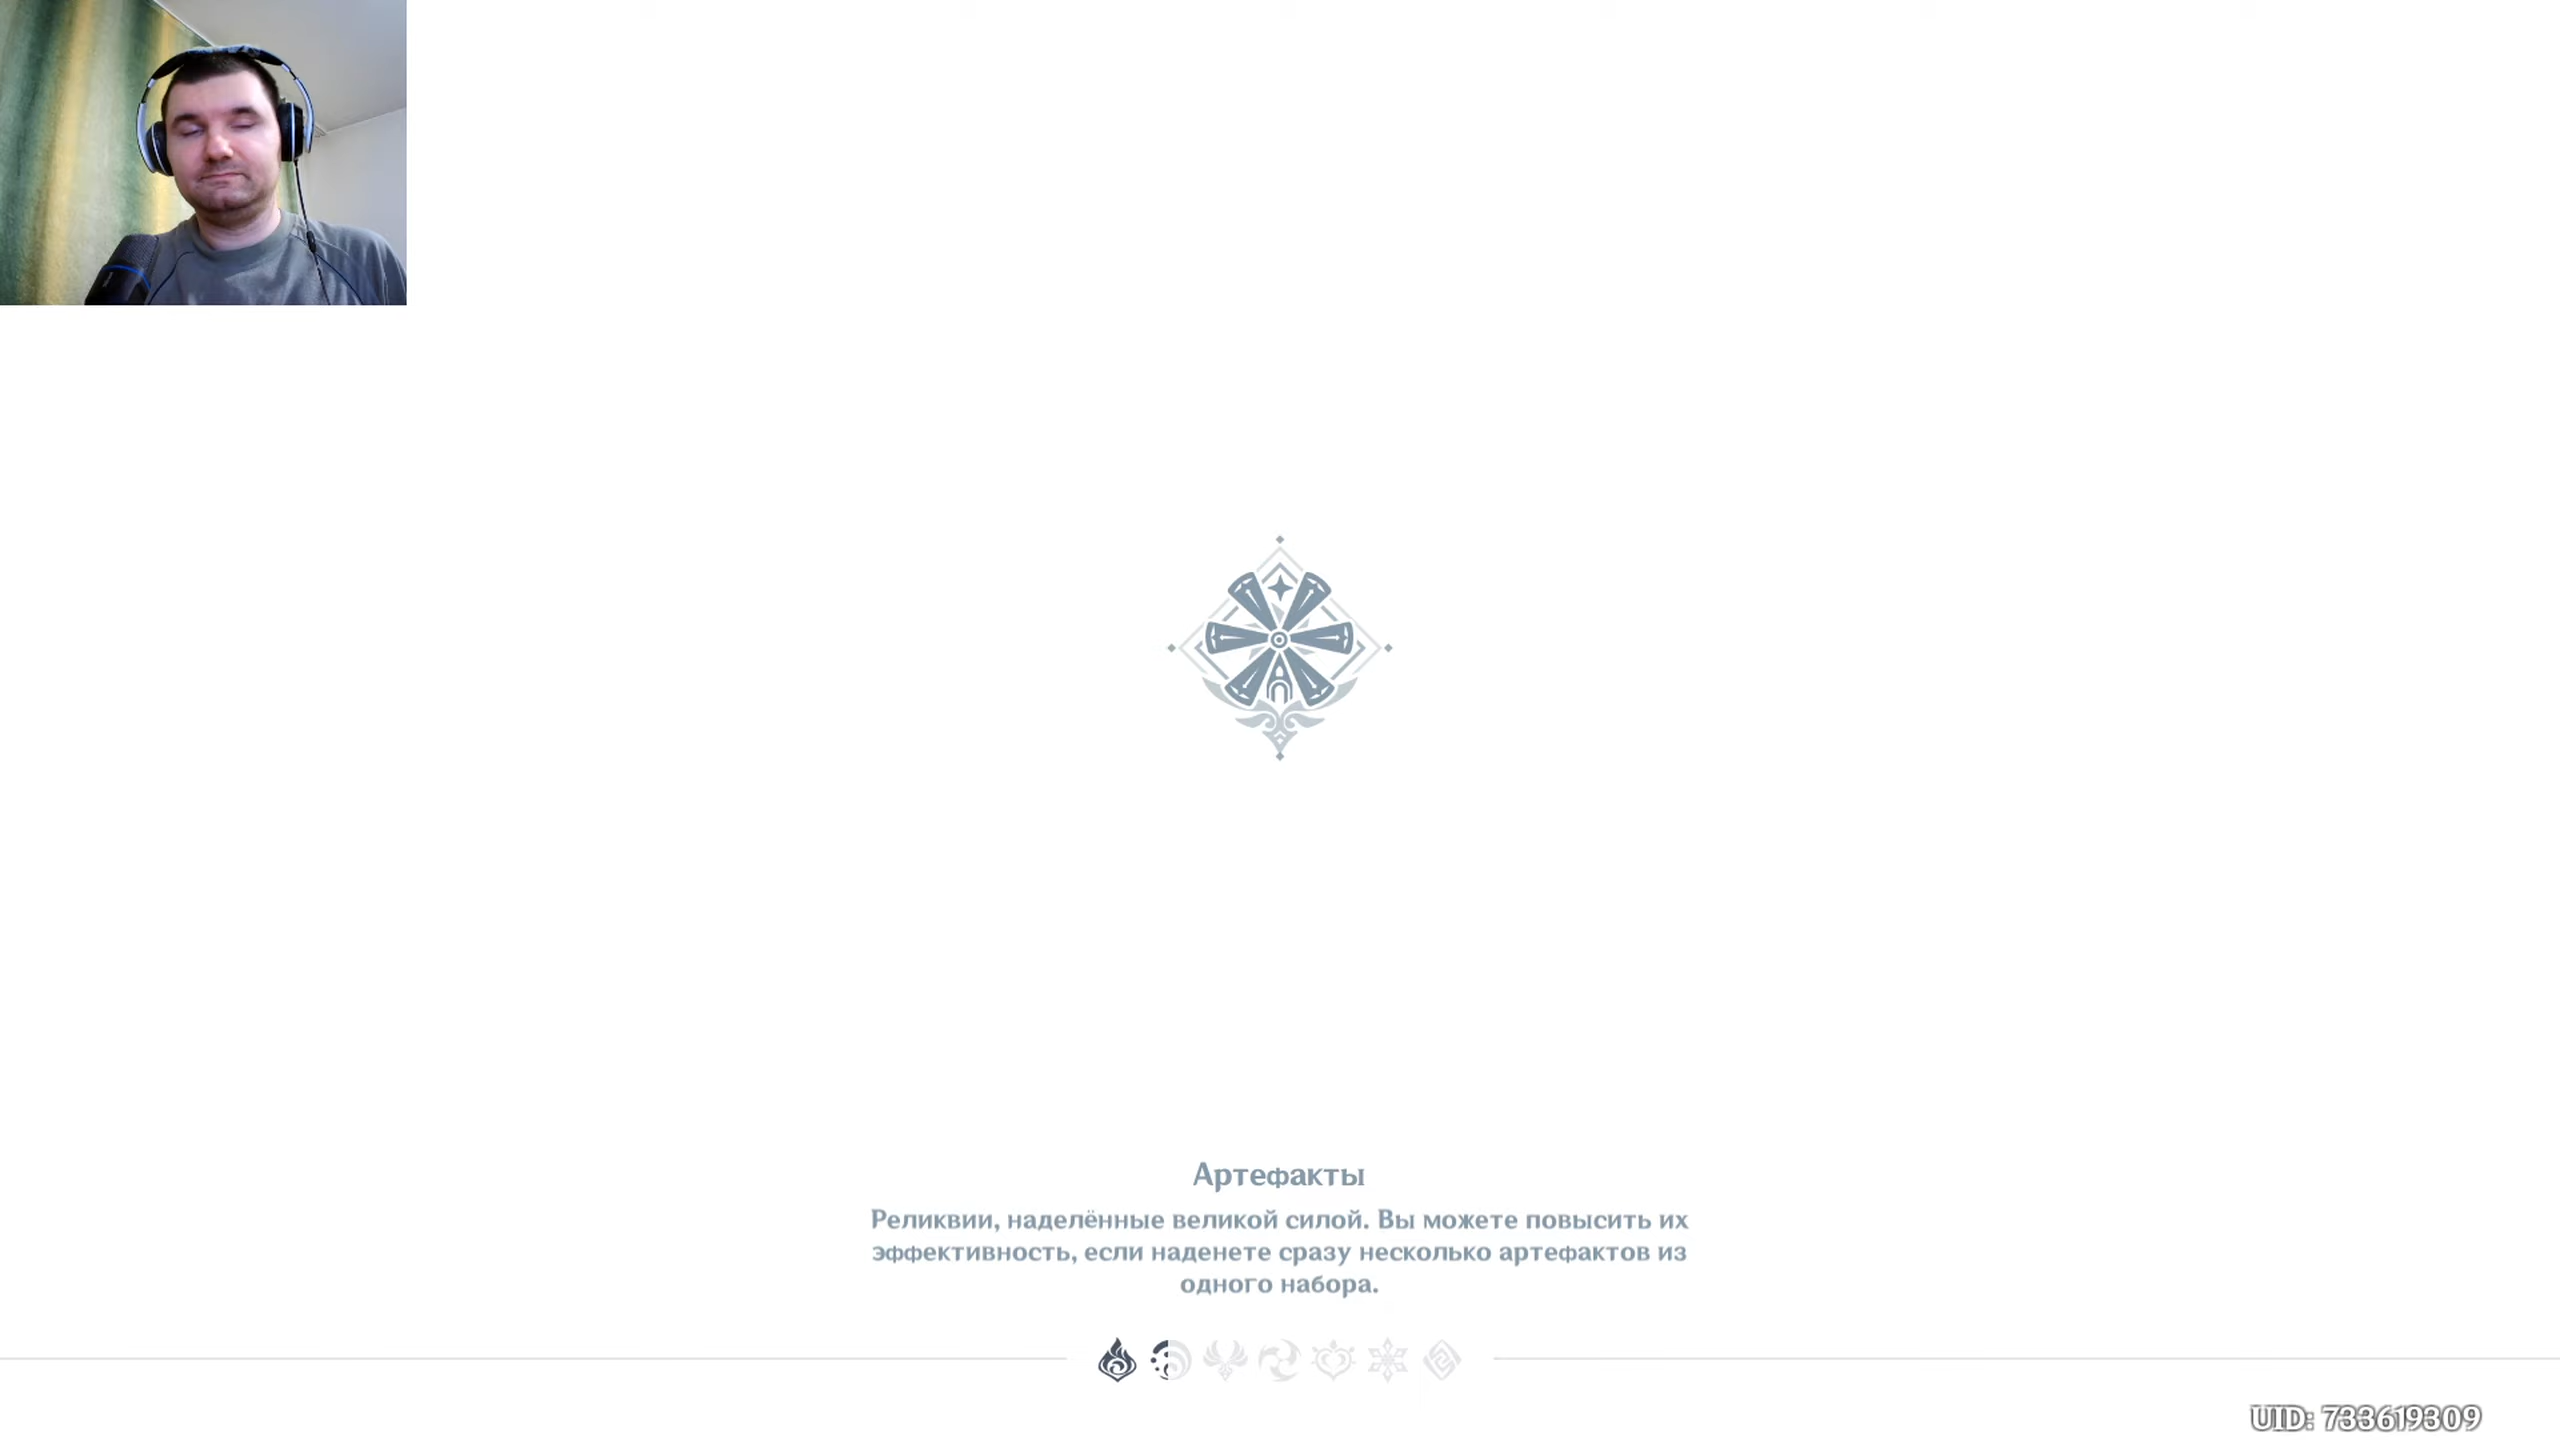 Артефакты
Реликвии, наделённые великой силой. Вы можете повысить их
эффективность, если наденете сразу несколько артефактов из
одного набора.
UID: 733619309